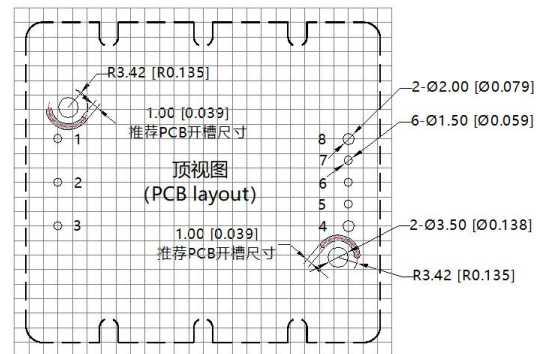 R3.42 [R0.135]
2-Ø2.00 [Ø0.079]
1.00 [0.039]
推荐PCB开槽尺寸
6-Ø1.50 [Ø0.059]
1
8
7
顶视图
(PCB layout)
2
6
5
3
4
1.00 [0.039]
推荐PCB开槽尺寸
2-Ø3.50 [Ø0.138]
R3.42 [R0.135]